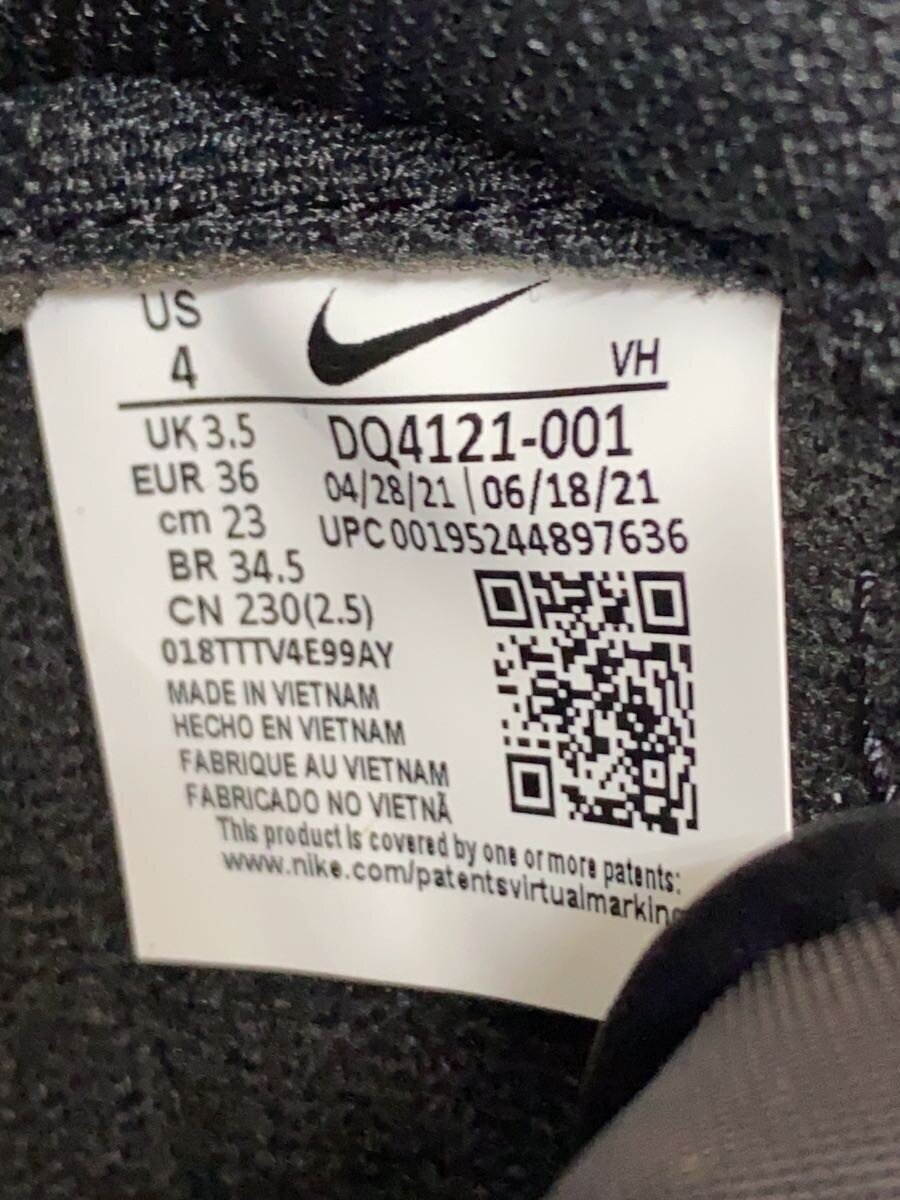 US
4
VH
UK 3.5
EUR 36
cm 23
BR 34.5
CN 230(2.5)
DQ4121-001
04/28/21 | 06/18/21
UPC 00195244897636
018TTTV4E99AY
MADE IN VIETNAM
HECHO EN VIETNAM
FABRIQUE AU VIETNAM
FABRICADO NO VIETNÃ
This product is covered by one or more patents:
www.nike.com/patentsvirtualmarking